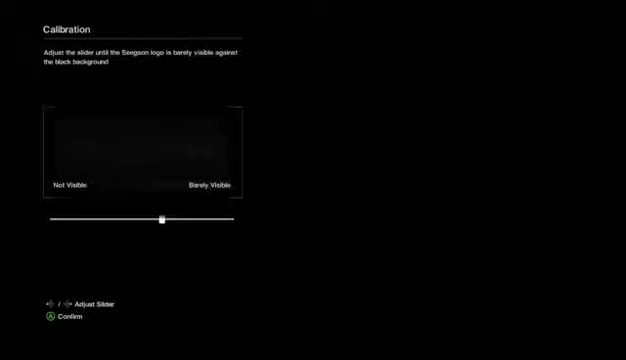 Calibration
Adjust the slider until the Seegson logo is barely visible against
the black background
Not Visible
Barely Visible
/ Adjust Slider
A Confirm